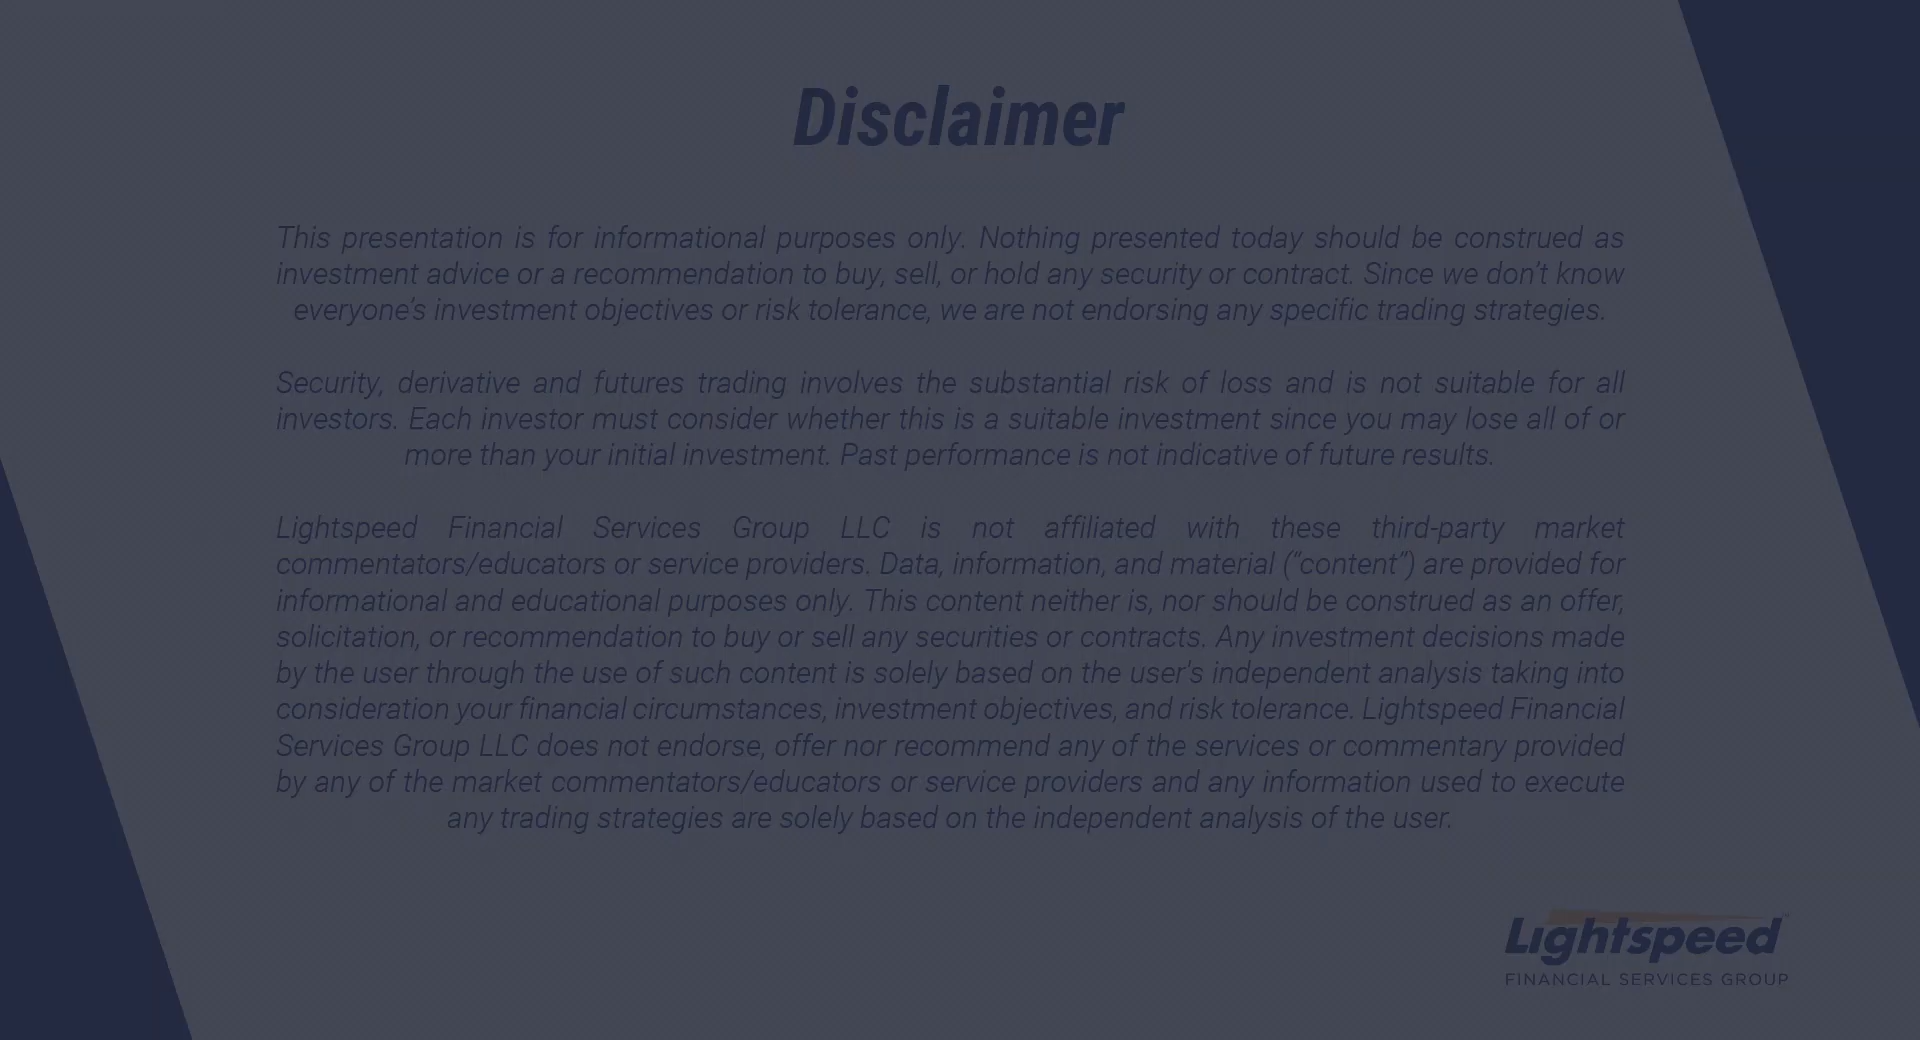 Disclaimer
This presentation is for informational purposes only. Nothing presented today should be construed as
investment advice or a recommendation to buy, sell, or hold any security or contract. Since we don’t know
everyone’s investment objectives or risk tolerance, we are not endorsing any specific trading strategies.
Security, derivative and futures trading involves the substantial risk of loss and is not suitable for all
investors. Each investor must consider whether this is a suitable investment since you may lose all of or
more than your initial investment. Past performance is not indicative of future results.
Lightspeed Financial Services Group LLC is not affiliated with these third-party market
commentators/educators or service providers. Data, information, and material (“content”) are provided for
informational and educational purposes only. This content neither is, nor should be construed as an offer,
solicitation, or recommendation to buy or sell any securities or contracts. Any investment decisions made
by the user through the use of such content is solely based on the user's independent analysis taking into
consideration your financial circumstances, investment objectives, and risk tolerance. Lightspeed Financial
Services Group LLC does not endorse, offer nor recommend any of the services or commentary provided
by any of the market commentators/educators or service providers and any information used to execute
any trading strategies are solely based on the independent analysis of the user.
Lightspeed™
FINANCIAL SERVICES GROUP